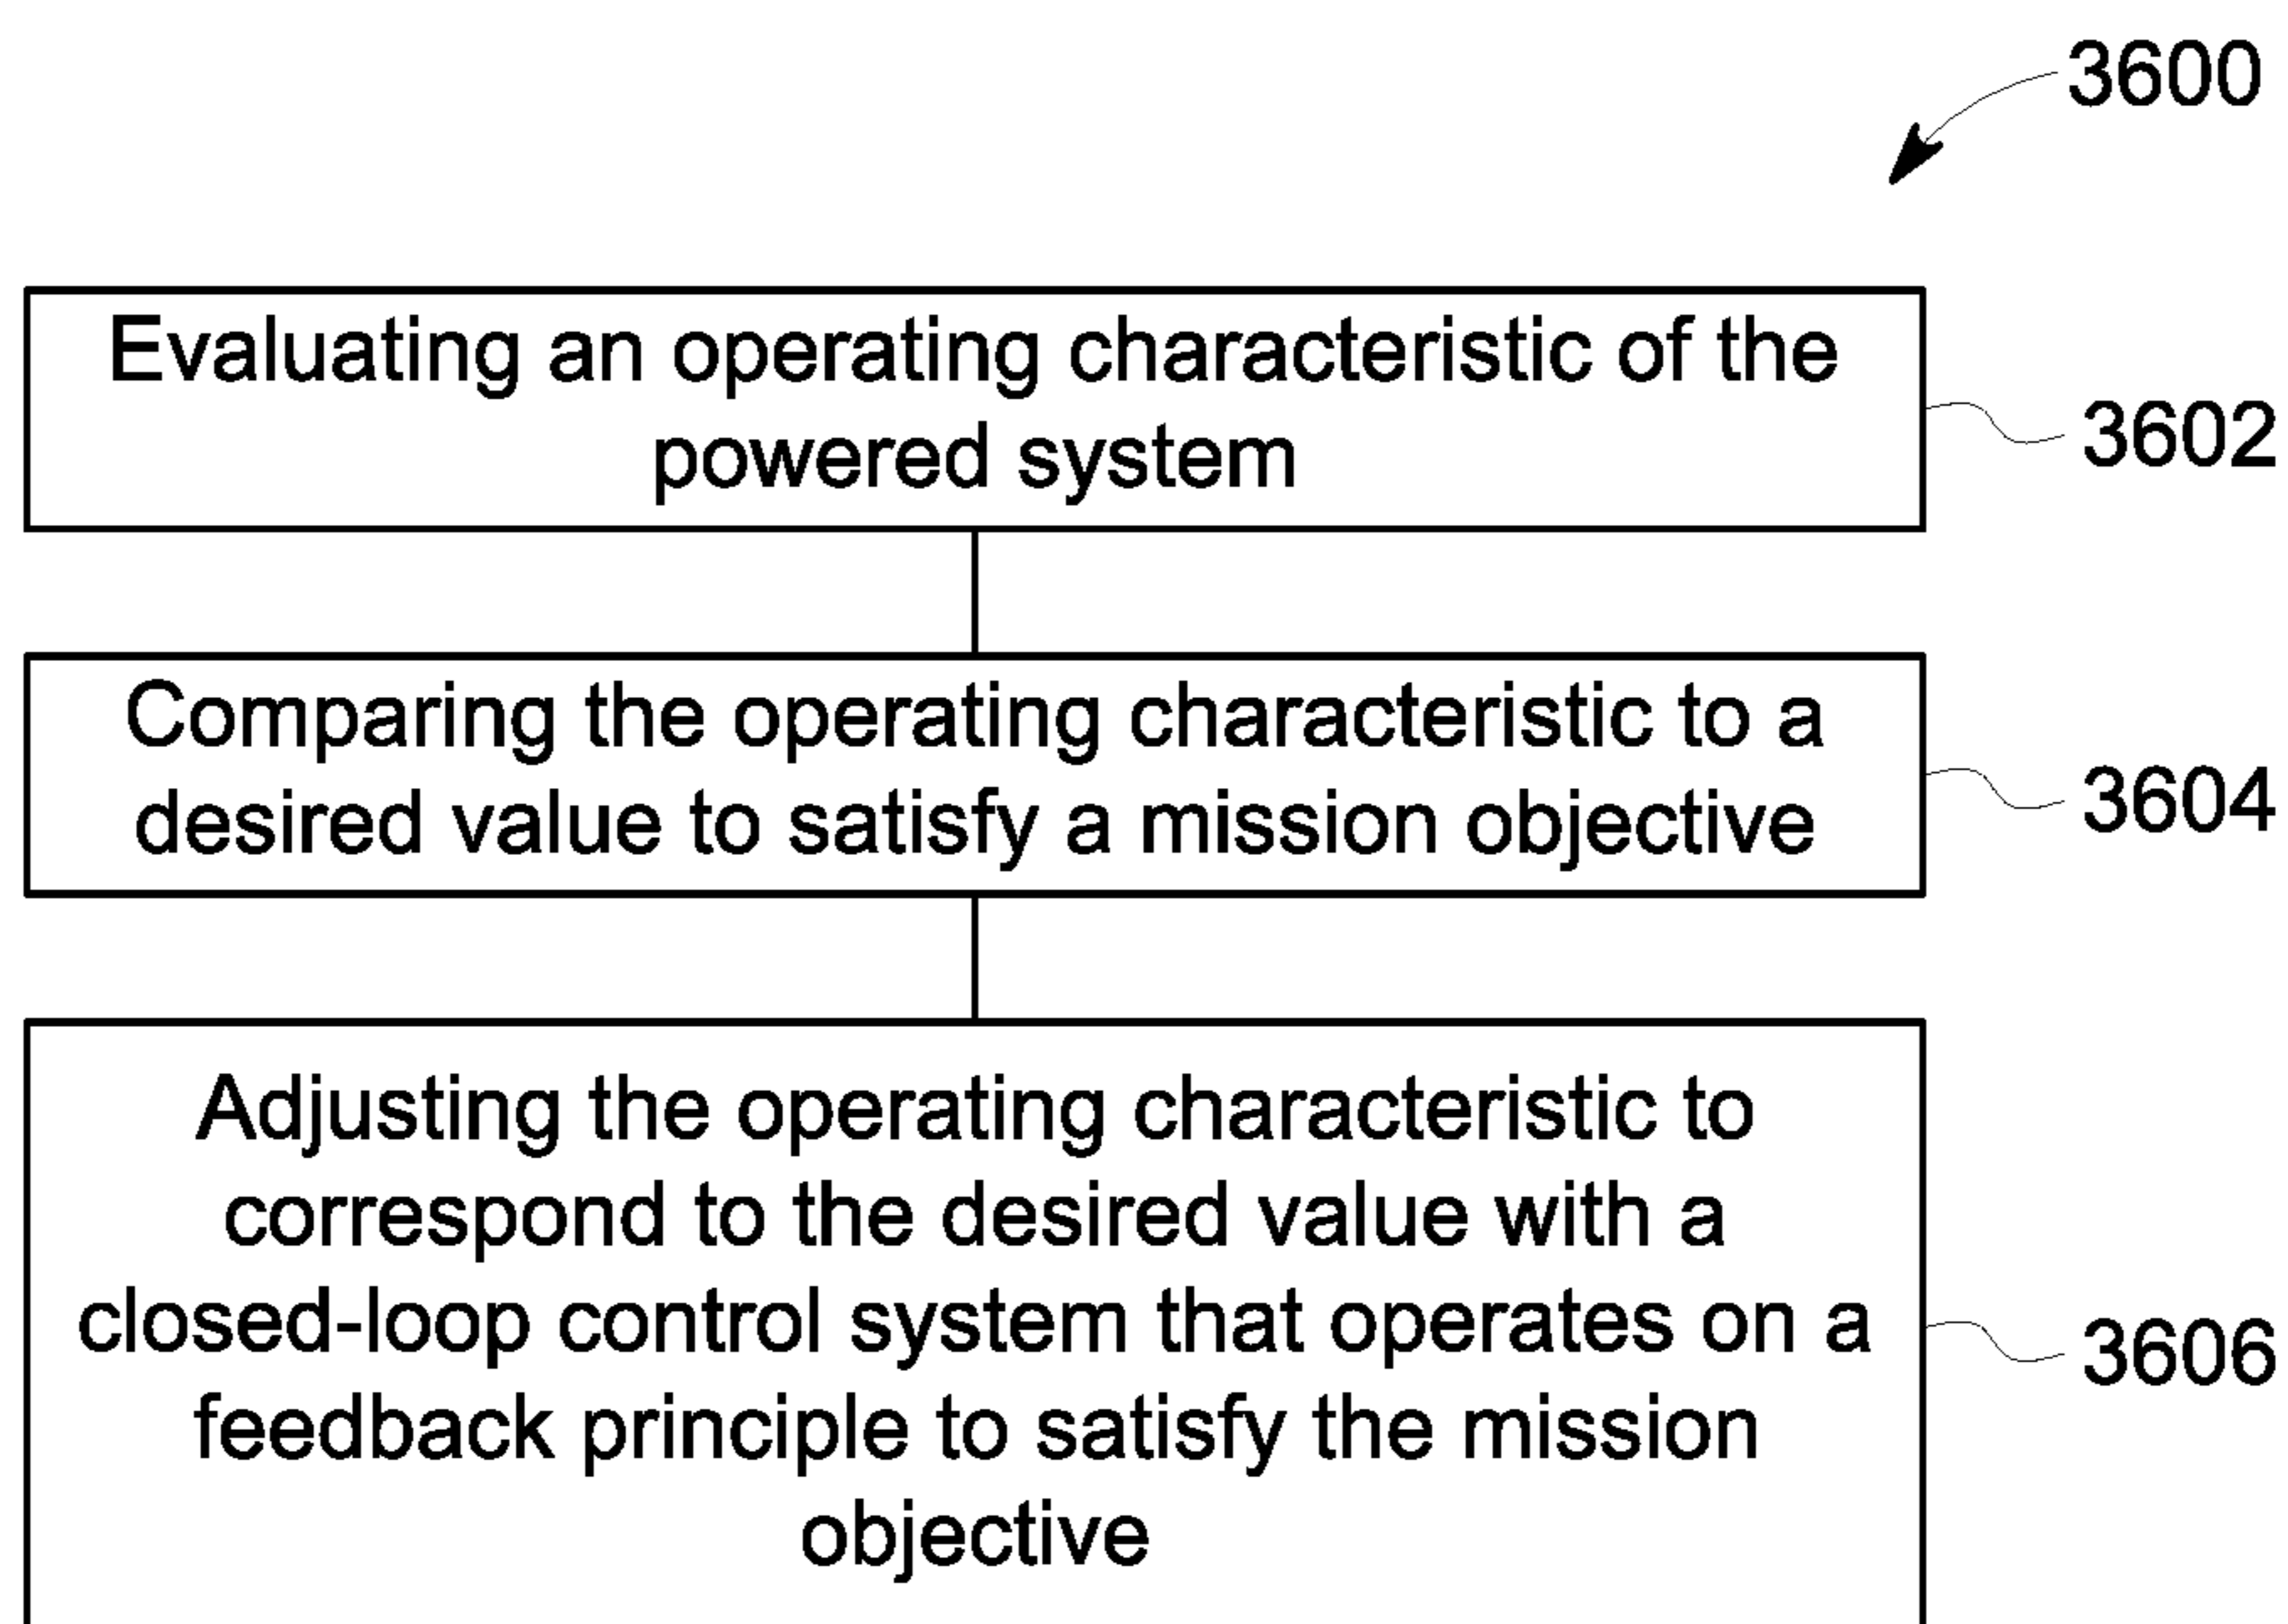 3600
Evaluating an operating characteristic of the
powered system
3602
Comparing the operating characteristic to a
desired value to satisfy a mission objective
3604
Adjusting the operating characteristic to
correspond to the desired value with a
closed-loop control system that operates on a
feedback principle to satisfy the mission
objective
3606